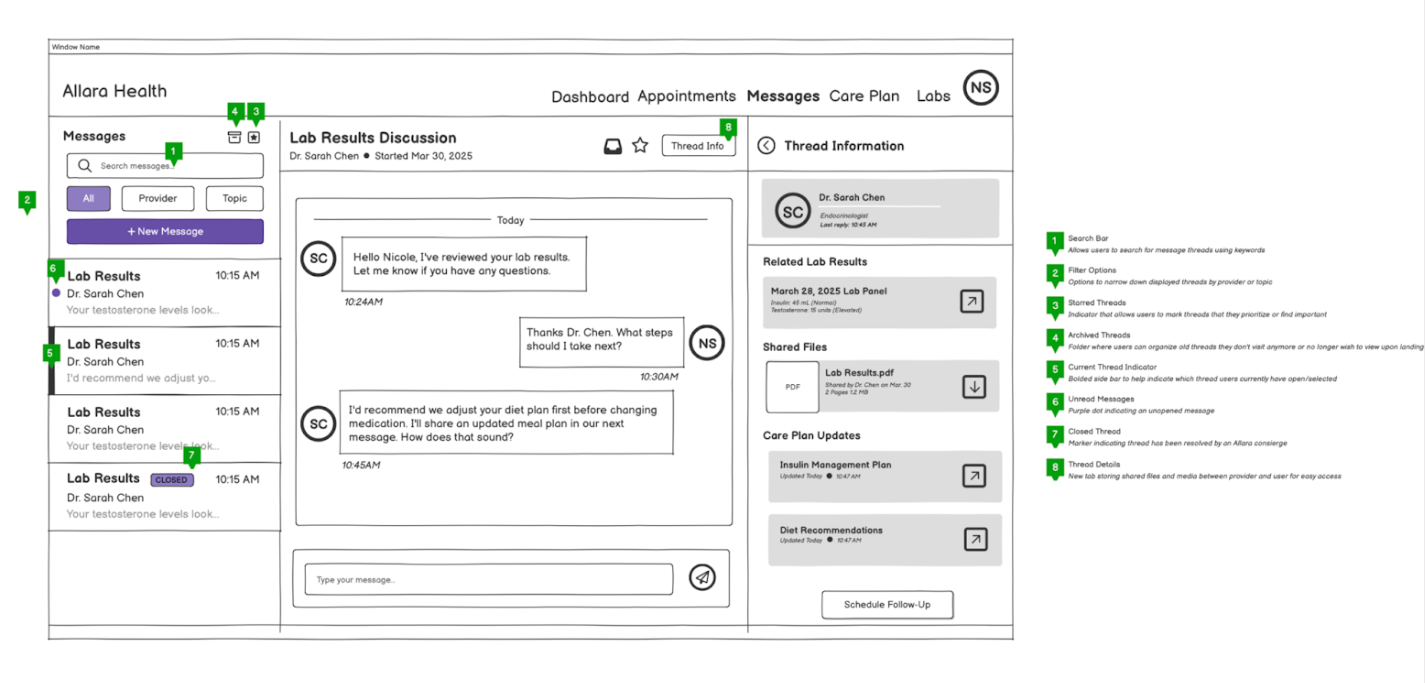 Window Name
Allara Health
Dashboard Appointments Messages Care Plan Labs NS
4 3
Messages
1
Search messages..
2
All Provider Topic
+ New Message
6
Lab Results 10:15 AM
Dr. Sarah Chen
Your testosterone levels look...
5
Lab Results 10:15 AM
Dr. Sarah Chen
I'd recommend we adjust yo...
Lab Results 10:15 AM
Dr. Sarah Chen
Your testosterone levels look...
7
Lab Results CLOSED 10:15 AM
Dr. Sarah Chen
Your testosterone levels look...
Lab Results Discussion
Dr. Sarah Chen ● Started Mar 30, 2025
8
Thread Info
Today
SC
Hello Nicole, I've reviewed your lab results.
Let me know if you have any questions.
10:24AM
Thanks Dr. Chen. What steps
should I take next?
NS
10:30AM
SC
I'd recommend we adjust your diet plan first before changing
medication. I'll share an updated meal plan in our next
message. How does that sound?
10:45AM
Type your message..
Thread Information
SC
Dr. Sarah Chen
Endocrinologist
Last reply: 10:45 AM
Related Lab Results
March 28, 2025 Lab Panel
Insulin: 45 mL (Normal)
Testosterone: 15 units (Elevated)
Shared Files
PDF
Lab Results.pdf
Shared by Dr. Chen on Mar. 30
2 Pages 1.2 MB
Care Plan Updates
Insulin Management Plan
Updated Today ● 10:47 AM
Diet Recommendations
Updated Today ● 10:47 AM
Schedule Follow-Up
1 Search Bar
Allows users to search for message threads using keywords
2 Filter Options
Options to narrow down displayed threads by provider or topic
3 Starred Threads
Indicator that allows users to mark threads that they prioritize or find important
4 Archived Threads
Folder where users can organize old threads they don't visit anymore or no longer wish to view upon landing
5 Current Thread Indicator
Bolded side bar to help indicate which thread users currently have open/selected
6 Unread Messages
Purple dot indicating an unopened message
7 Closed Thread
Marker indicating thread has been resolved by an Allara consierge
8 Thread Details
New tab storing shared files and media between provider and user for easy access